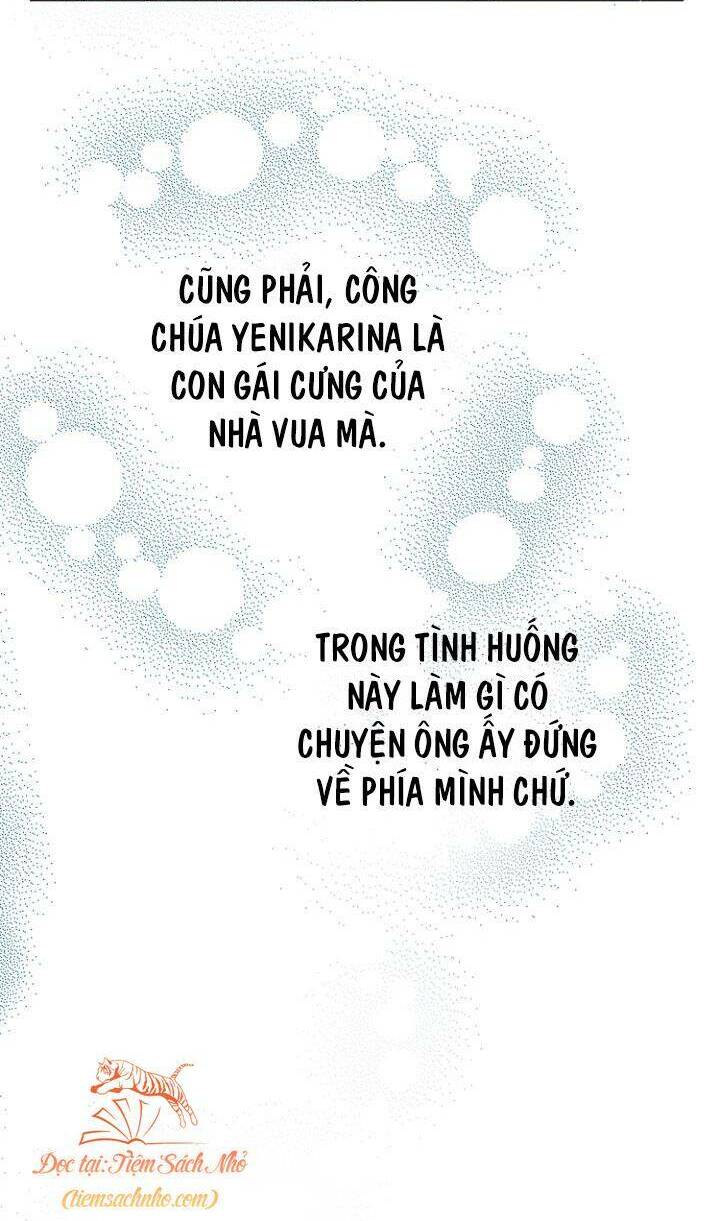 CŨNG PHẢI, CÔNG
CHÚA YENIKARINA LÀ
CON GÁI CƯNG CỦA
NHÀ VUA MÀ.
TRONG TÌNH HUỐNG
NÀY LÀM GÌ CÓ
CHUYỆN ÔNG ẤY ĐỨNG
VỀ PHÍA MÌNH CHỨ.
Đọc tại: Tiệm Sách Nhỏ
(tiemsachnho.com)